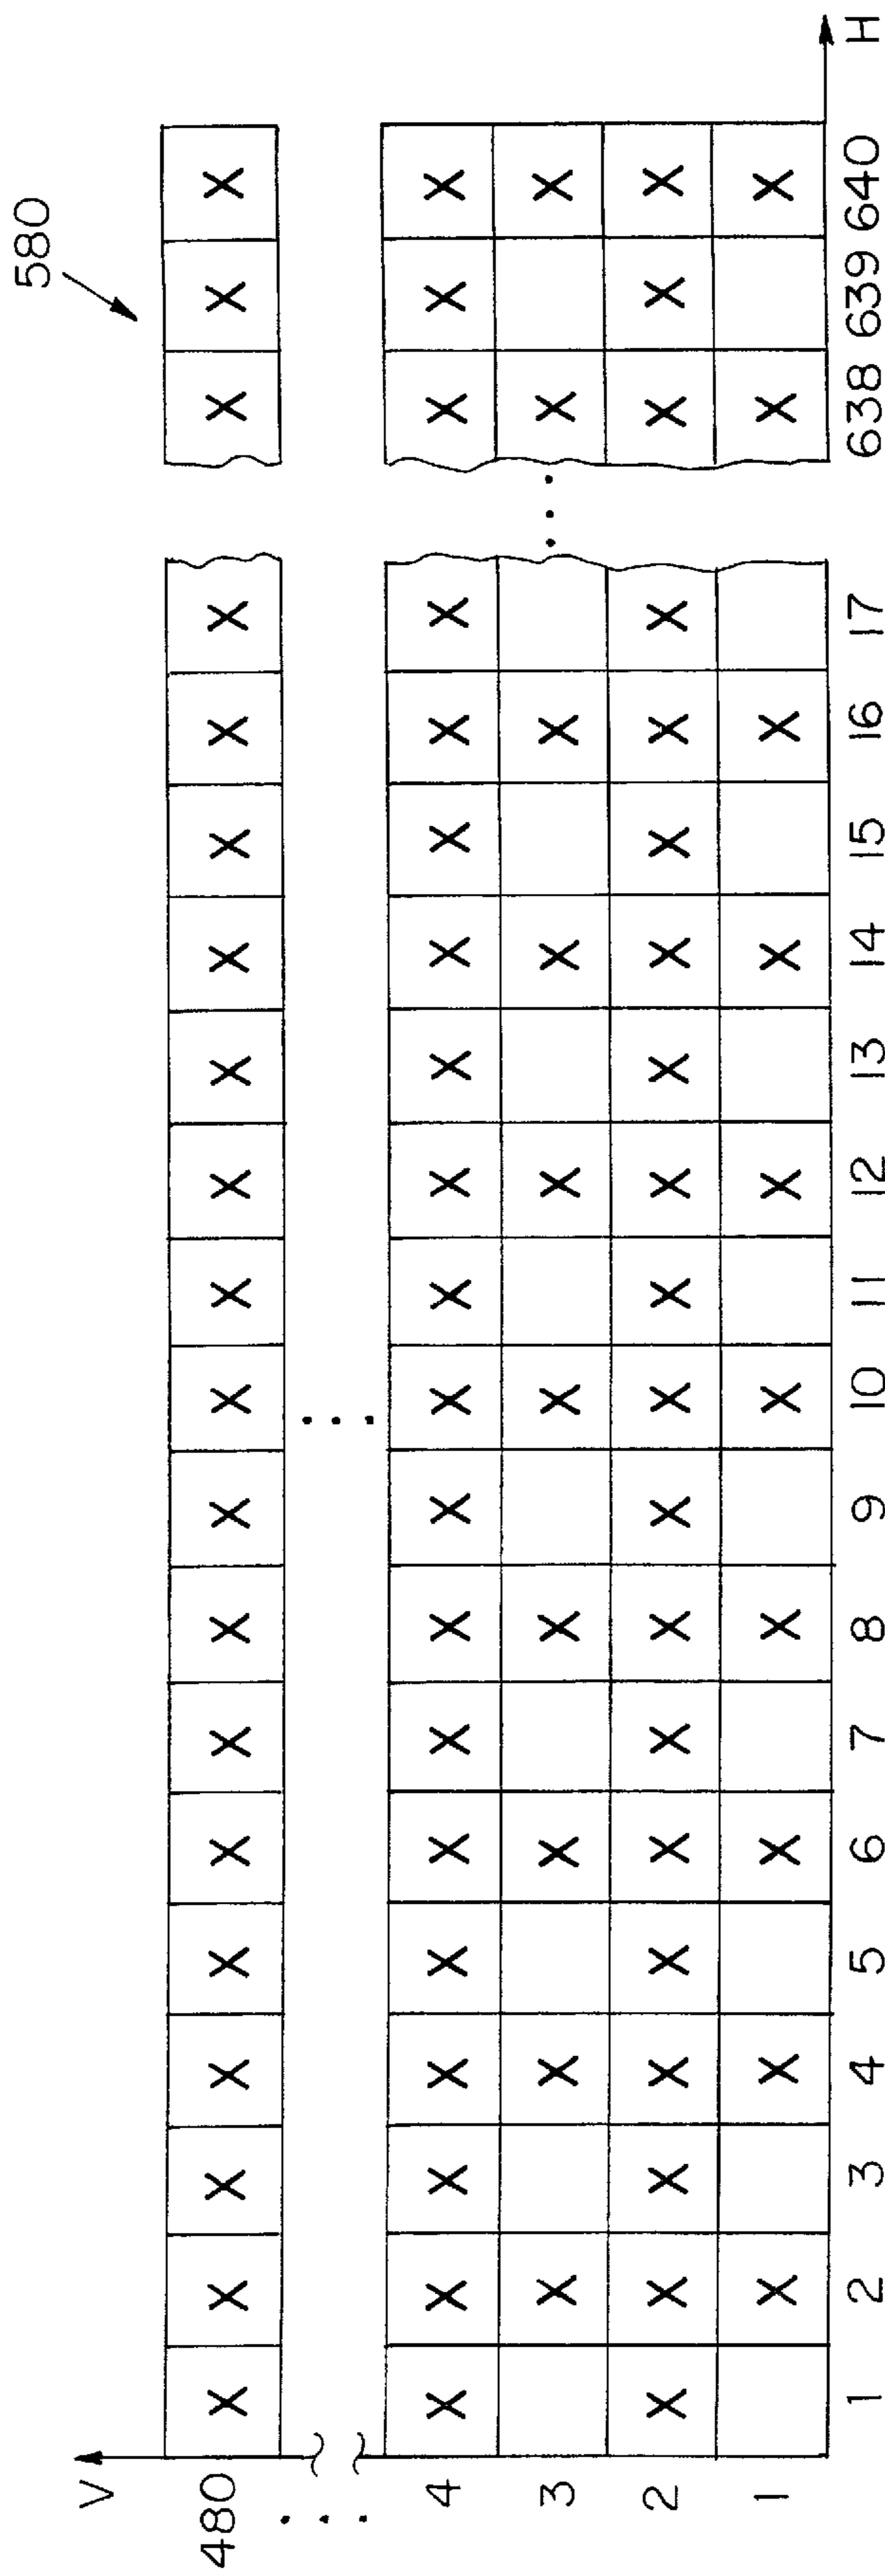 580
V
480 X X X X X X X X X X X X X X X X X X X X
4 X X X X X X X X X X X X X X X X X X X X
3 X X X X X X X X X X
2 X X X X X X X X X X X X X X X X X X X X
1 X X X X X X X X X X
1 2 3 4 5 6 7 8 9 10 11 12 13 14 15 16 17 638 639 640 H